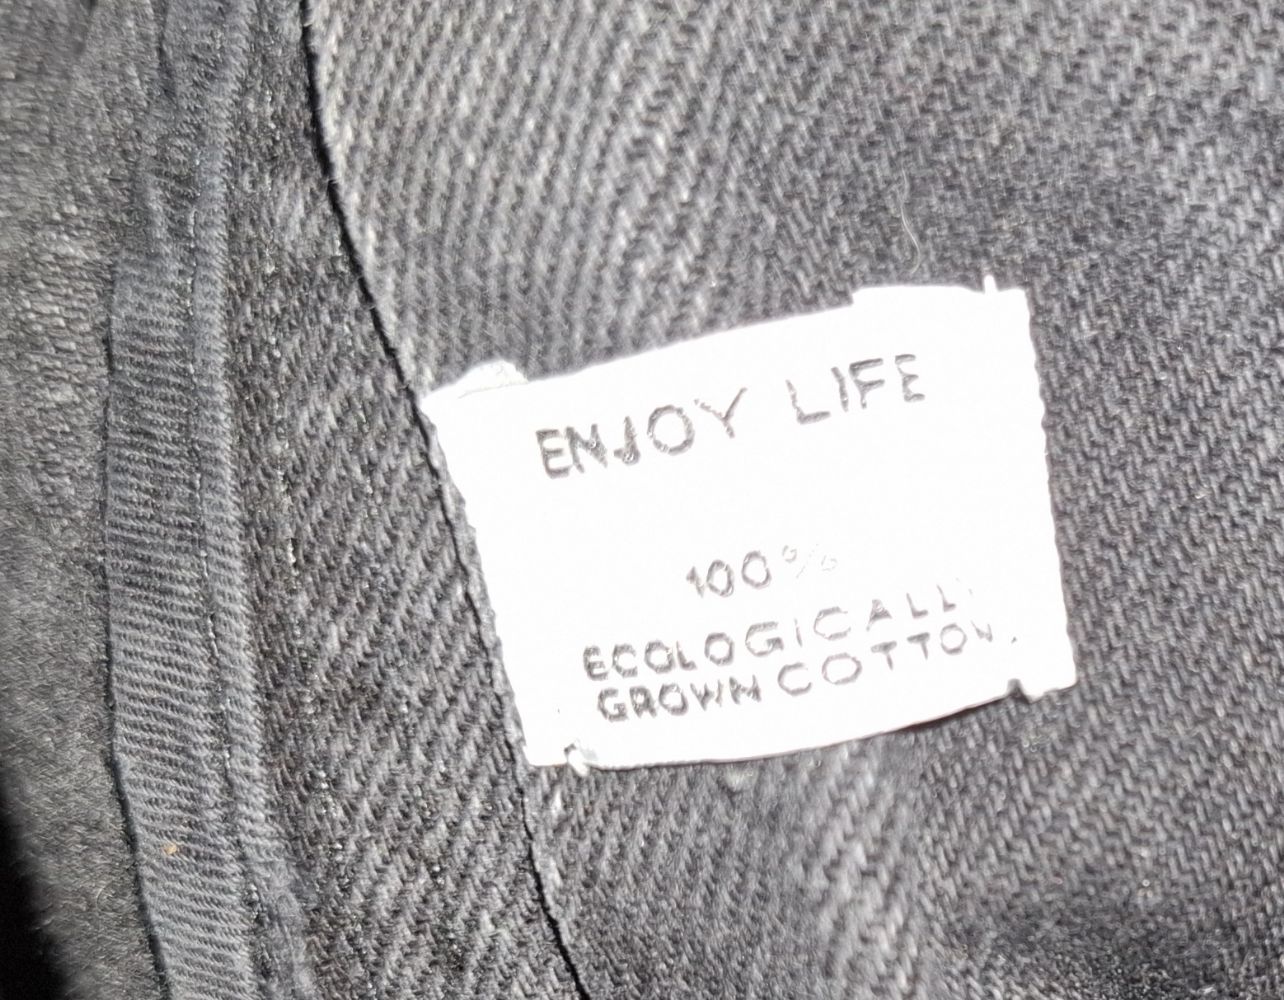 ENJOY LIFE
100%
ECOLOGICALLY
GROWN COTTON.